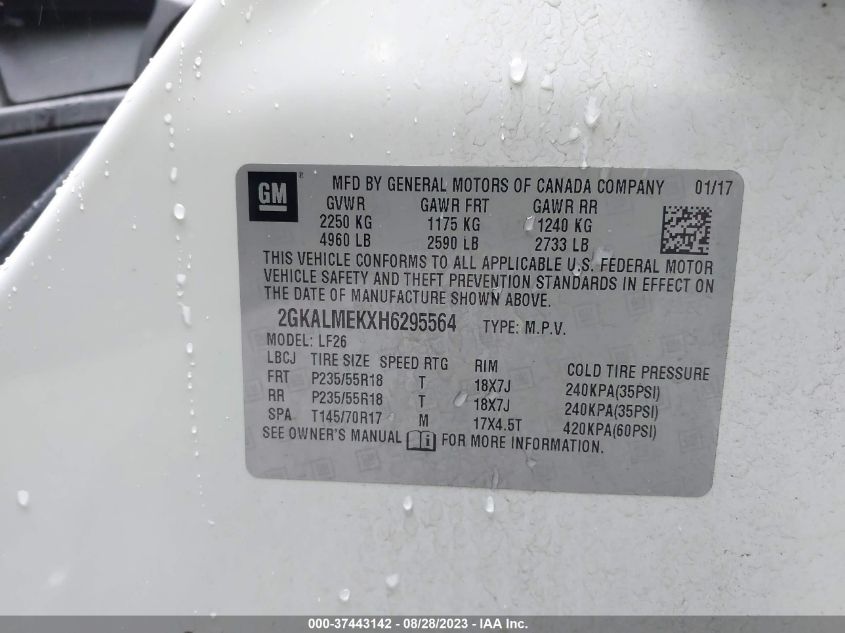 GM ® MFD BY GENERAL MOTORS OF CANADA COMPANY 01/17
GVWR GAWR FRT GAWR RR
2250 KG 1175 KG 1240 KG
4960 LB 2590 LB 2733 LB
THIS VEHICLE CONFORMS TO ALL APPLICABLE U.S. FEDERAL MOTOR
VEHICLE SAFETY AND THEFT PREVENTION STANDARDS IN EFFECT ON
THE DATE OF MANUFACTURE SHOWN ABOVE.
2GKALMEKXH6295564 TYPE: M.P.V.
MODEL: LF26
LBCJ TIRE SIZE SPEED RTG RIM COLD TIRE PRESSURE
FRT P235/55R18 T 18X7J 240KPA(35PSI)
RR P235/55R18 T 18X7J 240KPA(35PSI)
SPA T145/70R17 M 17X4.5T 420KPA(60PSI)
SEE OWNER'S MANUAL i FOR MORE INFORMATION.
000-37443142 - 08/28/2023 - IAA Inc.